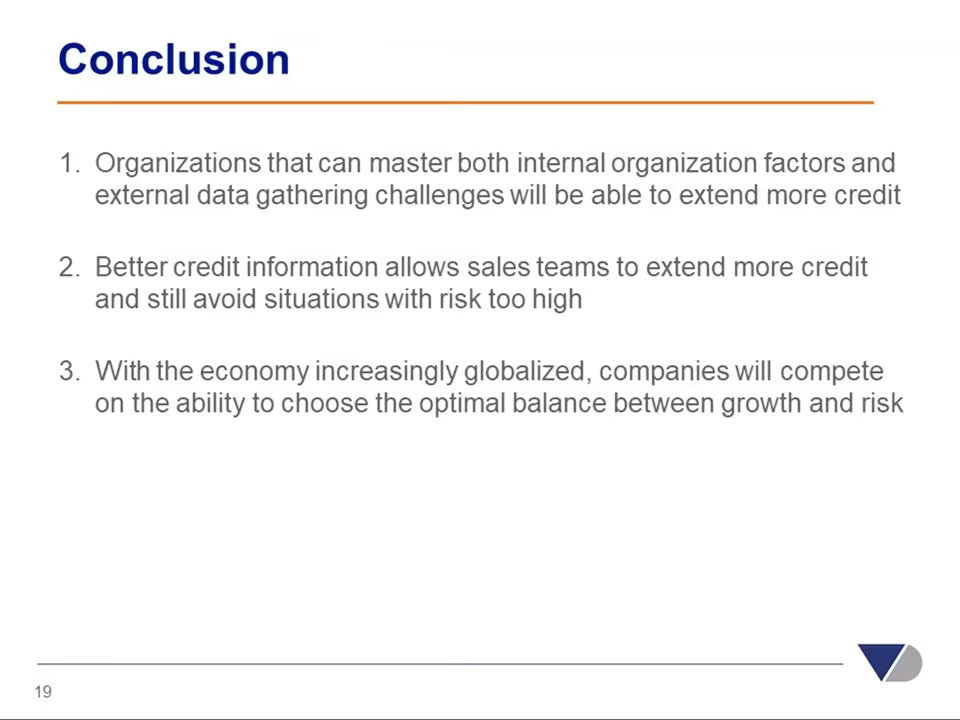 Conclusion
1. Organizations that can master both internal organization factors and
external data gathering challenges will be able to extend more credit
2. Better credit information allows sales teams to extend more credit
and still avoid situations with risk too high
3. With the economy increasingly globalized, companies will compete
on the ability to choose the optimal balance between growth and risk
19